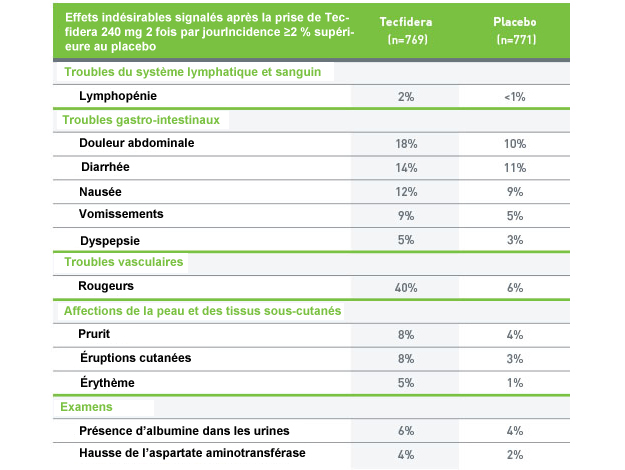 Effets indésirables signalés après la prise de Tec-
fidera 240 mg 2 fois par jourIncidence ≥2 % supéri-
eure au placebo
Tecfidera
(n=769)
Placebo
(n=771)
Troubles du système lymphatique et sanguin
Lymphopénie 2% <1%
Troubles gastro-intestinaux
Douleur abdominale 18% 10%
Diarrhée 14% 11%
Nausée 12% 9%
Vomissements 9% 5%
Dyspepsie 5% 3%
Troubles vasculaires
Rougeurs 40% 6%
Affections de la peau et des tissus sous-cutanés
Prurit 8% 4%
Éruptions cutanées 8% 3%
Érythème 5% 1%
Examens
Présence d'albumine dans les urines 6% 4%
Hausse de l'aspartate aminotransférase 4% 2%